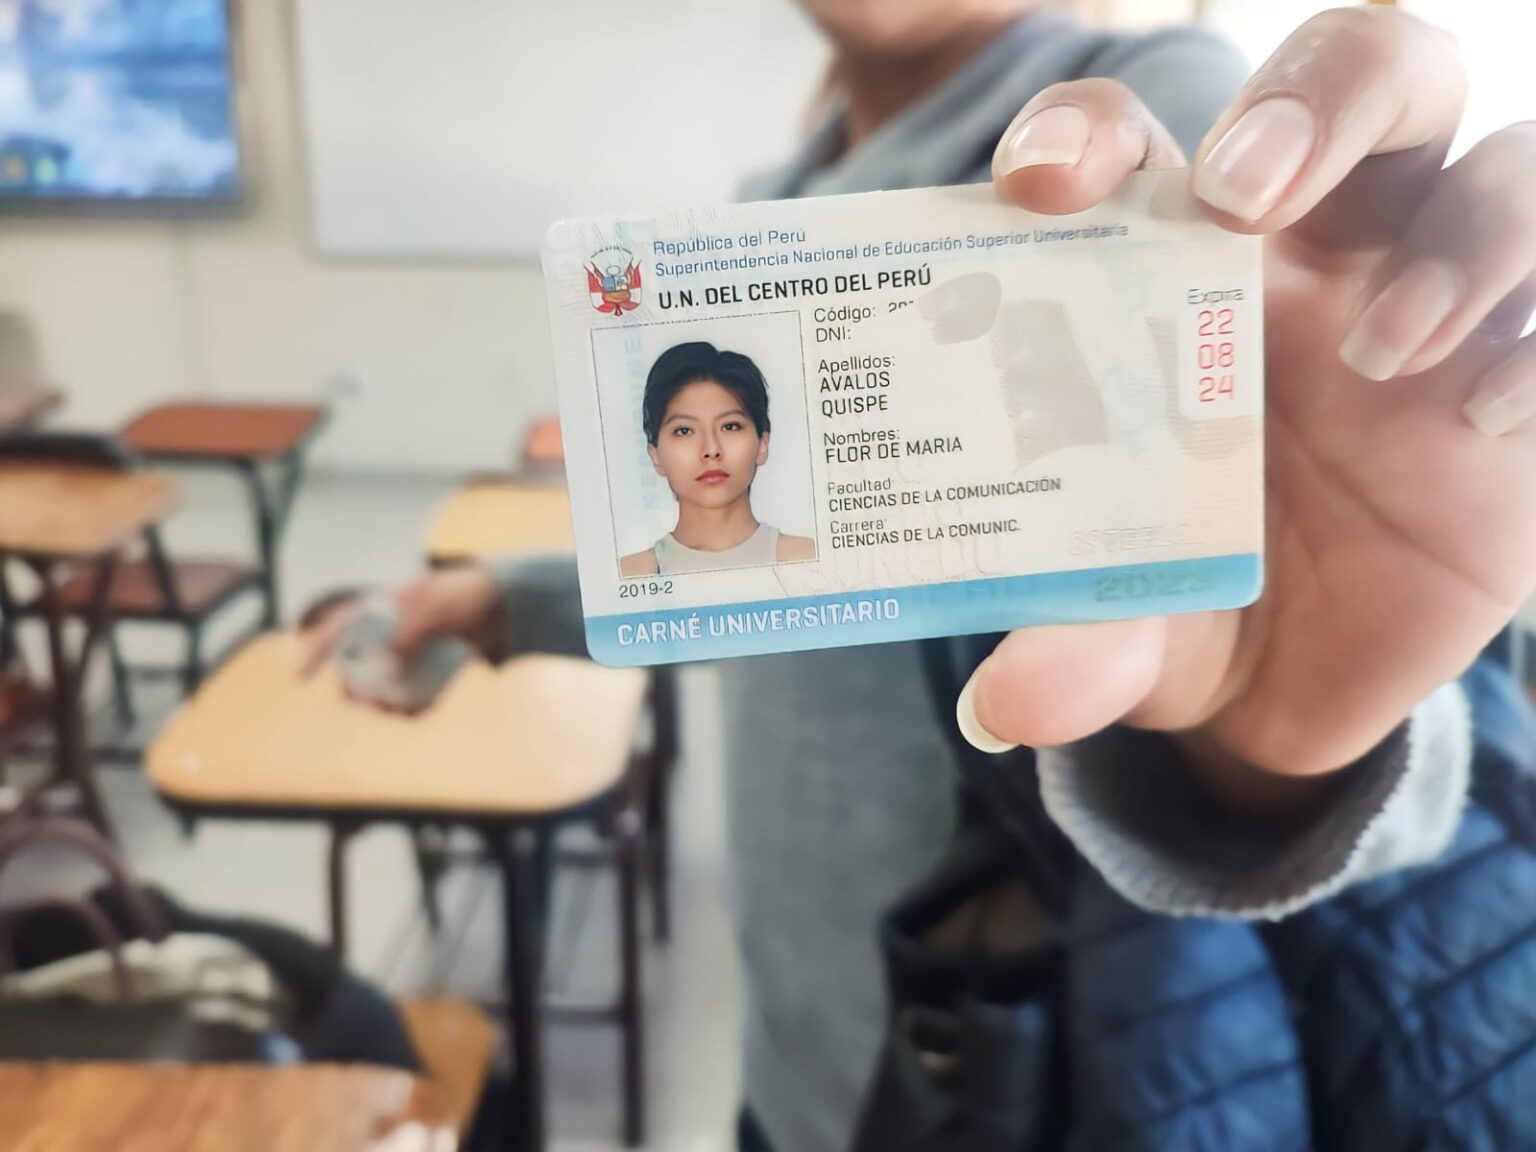 República del Perú
Superintendencia Nacional de Educación Superior Universitaria
U.N. DEL CENTRO DEL PERÚ
Código:
DNI:
Apellidos:
AVALOS
QUISPE
Nombres:
FLOR DE MARIA
Facultad:
CIENCIAS DE LA COMUNICACIÓN
Carrera:
CIENCIAS DE LA COMUNIC.
2019-2
CARNÉ UNIVERSITARIO
Expira
22
08
24